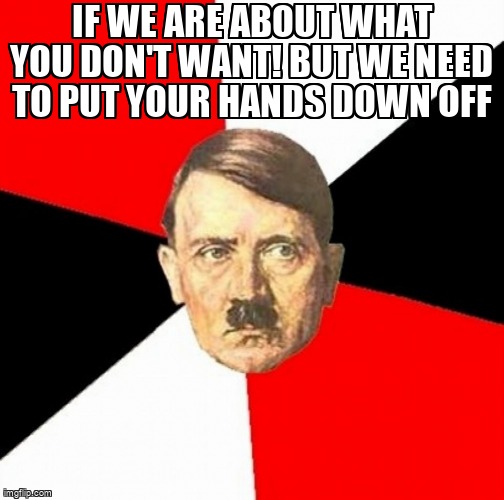 IF WE ARE ABOUT WHAT
YOU DON'T WANT! BUT WE NEED
TO PUT YOUR HANDS DOWN OFF
imgflip.com